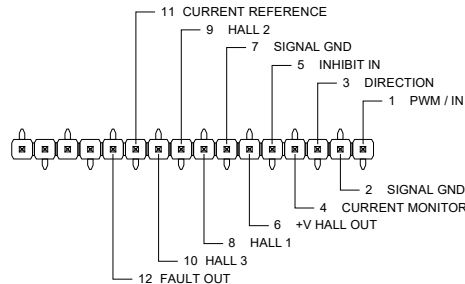 11 CURRENT REFERENCE
9 HALL 2
7 SIGNAL GND
5 INHIBIT IN
3 DIRECTION
1 PWM / IN
2 SIGNAL GND
4 CURRENT MONITOR
6 +V HALL OUT
8 HALL 1
10 HALL 3
12 FAULT OUT